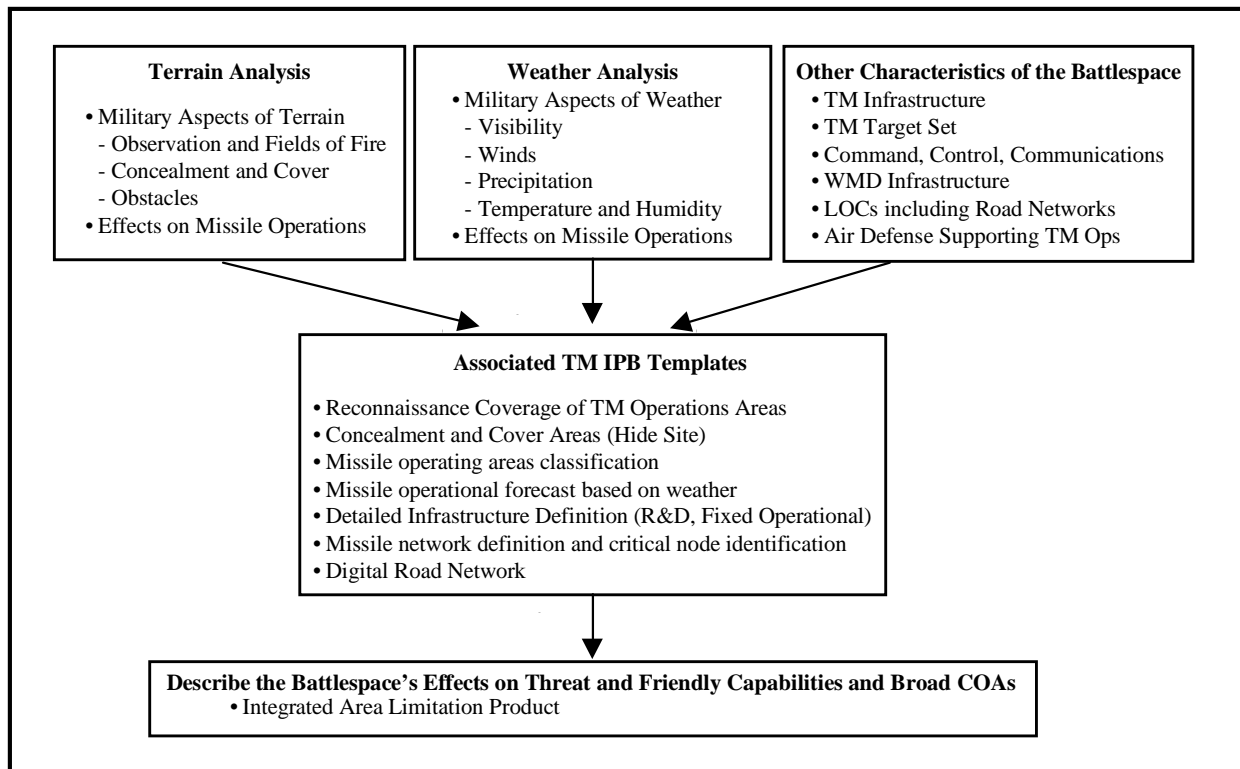 Terrain Analysis
• Military Aspects of Terrain
- Observation and Fields of Fire
- Concealment and Cover
- Obstacles
• Effects on Missile Operations
Weather Analysis
• Military Aspects of Weather
- Visibility
- Winds
- Precipitation
- Temperature and Humidity
• Effects on Missile Operations
Other Characteristics of the Battlespace
• TM Infrastructure
• TM Target Set
• Command, Control, Communications
• WMD Infrastructure
• LOCs including Road Networks
• Air Defense Supporting TM Ops
Associated TM IPB Templates
• Reconnaissance Coverage of TM Operations Areas
• Concealment and Cover Areas (Hide Site)
• Missile operating areas classification
• Missile operational forecast based on weather
• Detailed Infrastructure Definition (R&D, Fixed Operational)
• Missile network definition and critical node identification
• Digital Road Network
Describe the Battlespace's Effects on Threat and Friendly Capabilities and Broad COAs
• Integrated Area Limitation Product